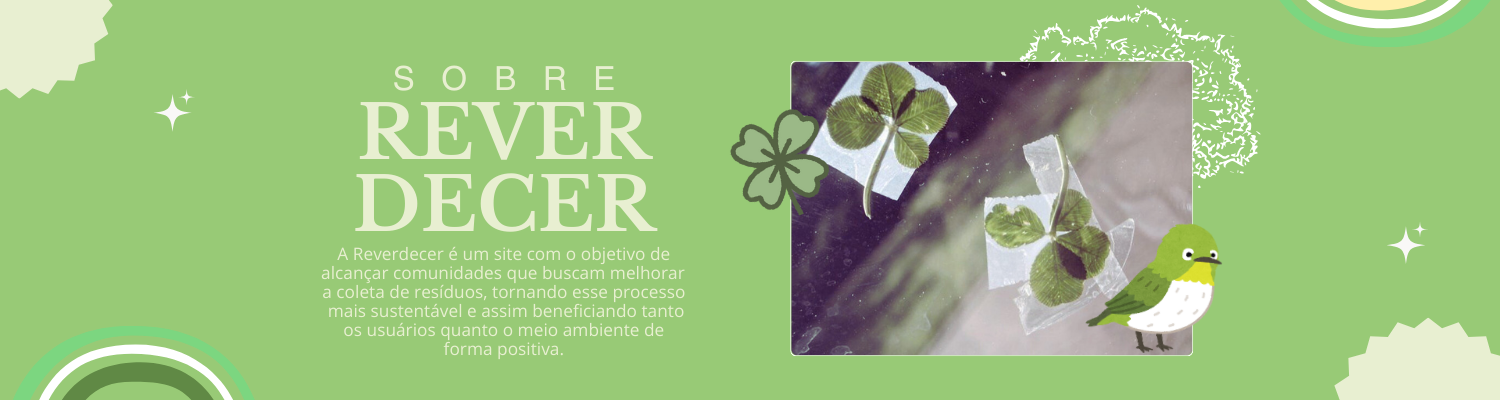 SOBRE
REVER
DECER
A Reverdecer é um site com o objetivo de
alcançar comunidades que buscam melhorar
a coleta de resíduos, tornando esse processo
mais sustentável e assim beneficiando tanto
os usuários quanto o meio ambiente de
forma positiva.